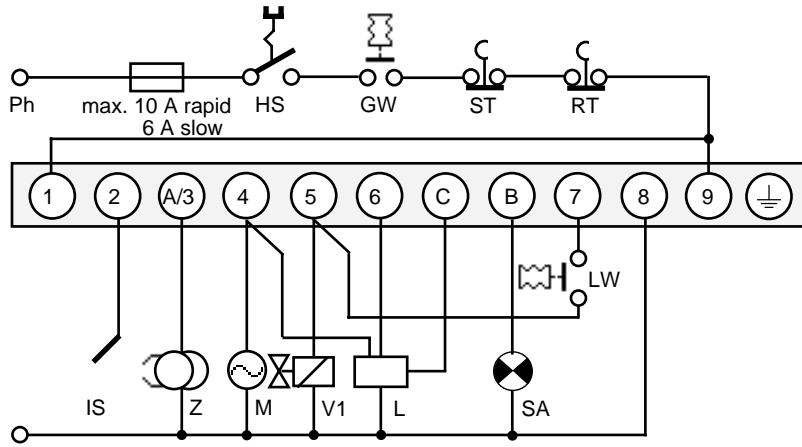 Ph
max. 10 A rapid
6 A slow
HS
GW
ST
RT
1 2 A/3 4 5 6 C B 7 8 9
LW
IS
Z
M
V1
L
SA